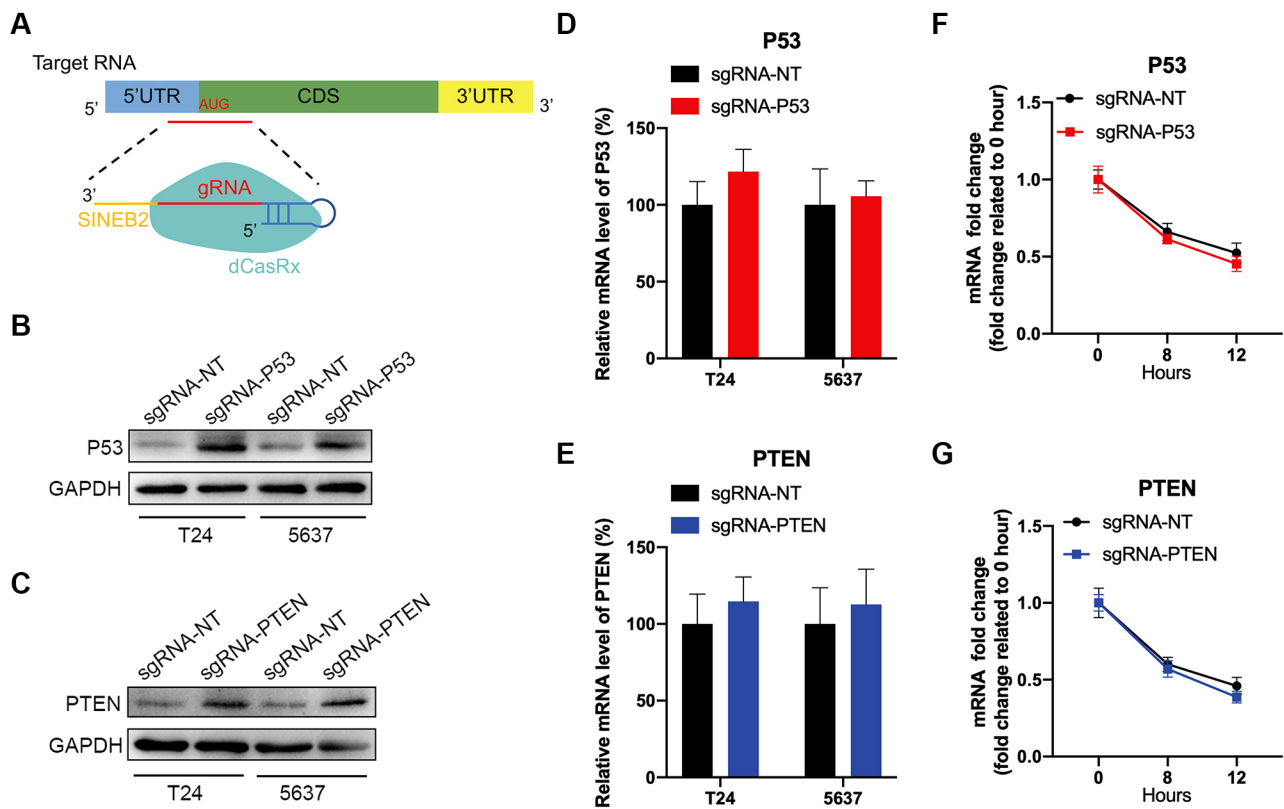 A
Target RNA
5’
5’UTR
AUG
CDS
3’UTR
3’
3’
SINEB2
gRNA
5’
dCasRx
B
sgRNA-NT
sgRNA-P53
sgRNA-NT
sgRNA-P53
P53
GAPDH
T24
5637
C
sgRNA-NT
sgRNA-PTEN
sgRNA-NT
sgRNA-PTEN
PTEN
GAPDH
T24
5637
D
P53
sgRNA-NT
sgRNA-P53
Relative mRNA level of P53 (%)
150
100
50
0
T24
5637
E
PTEN
sgRNA-NT
sgRNA-PTEN
Relative mRNA level of PTEN (%)
150
100
50
0
T24
5637
F
P53
sgRNA-NT
sgRNA-P53
mRNA fold change
(fold change related to 0 hour)
1.5
1.0
0.5
0.0
0
8
12
Hours
G
PTEN
sgRNA-NT
sgRNA-PTEN
mRNA fold change
(fold change related to 0 hour)
1.5
1.0
0.5
0.0
0
8
12
Hours